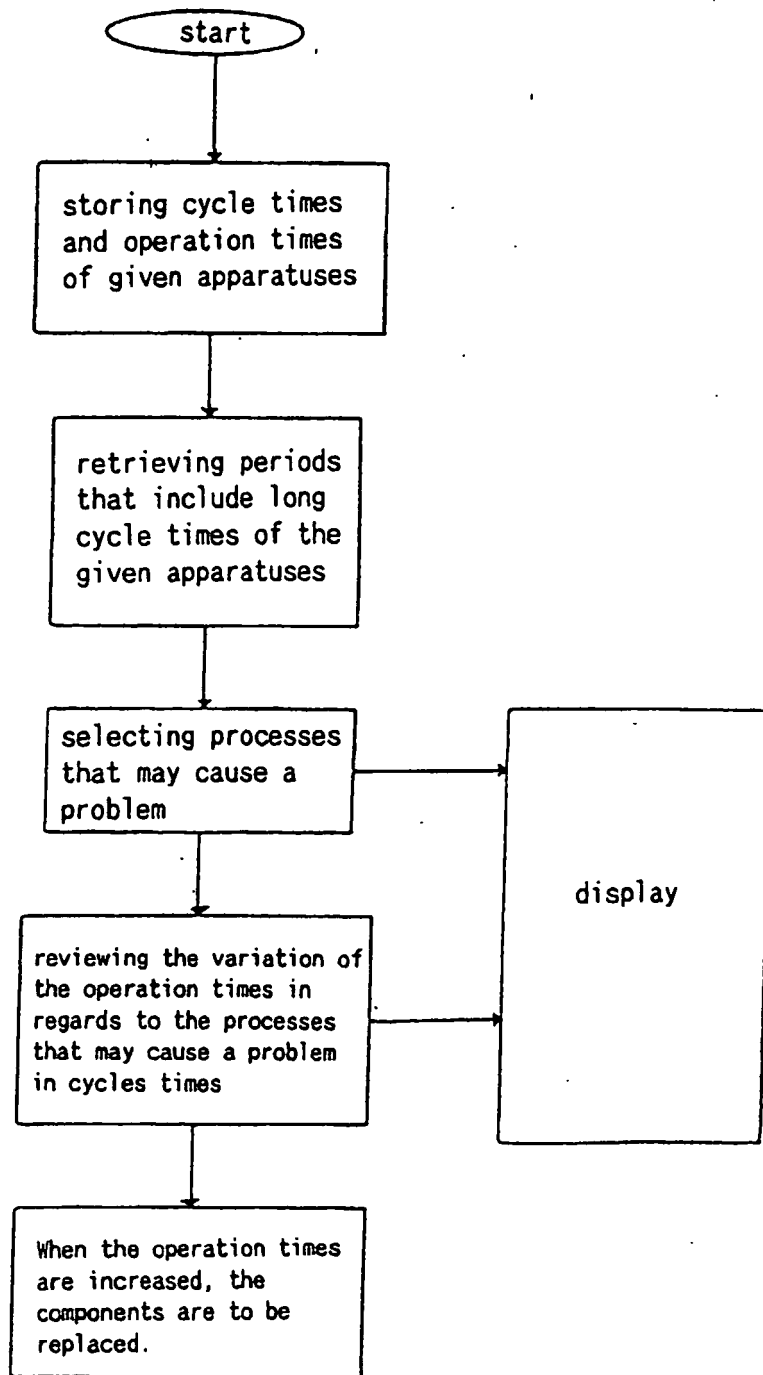 start
storing cycle times
and operation times
of given apparatuses
retrieving periods
that include long
cycle times of the
given apparatuses
selecting processes
that may cause a
problem
display
reviewing the variation of
the operation times in
regards to the processes
that may cause a problem
in cycles times
When the operation times
are increased, the
components are to be
replaced.